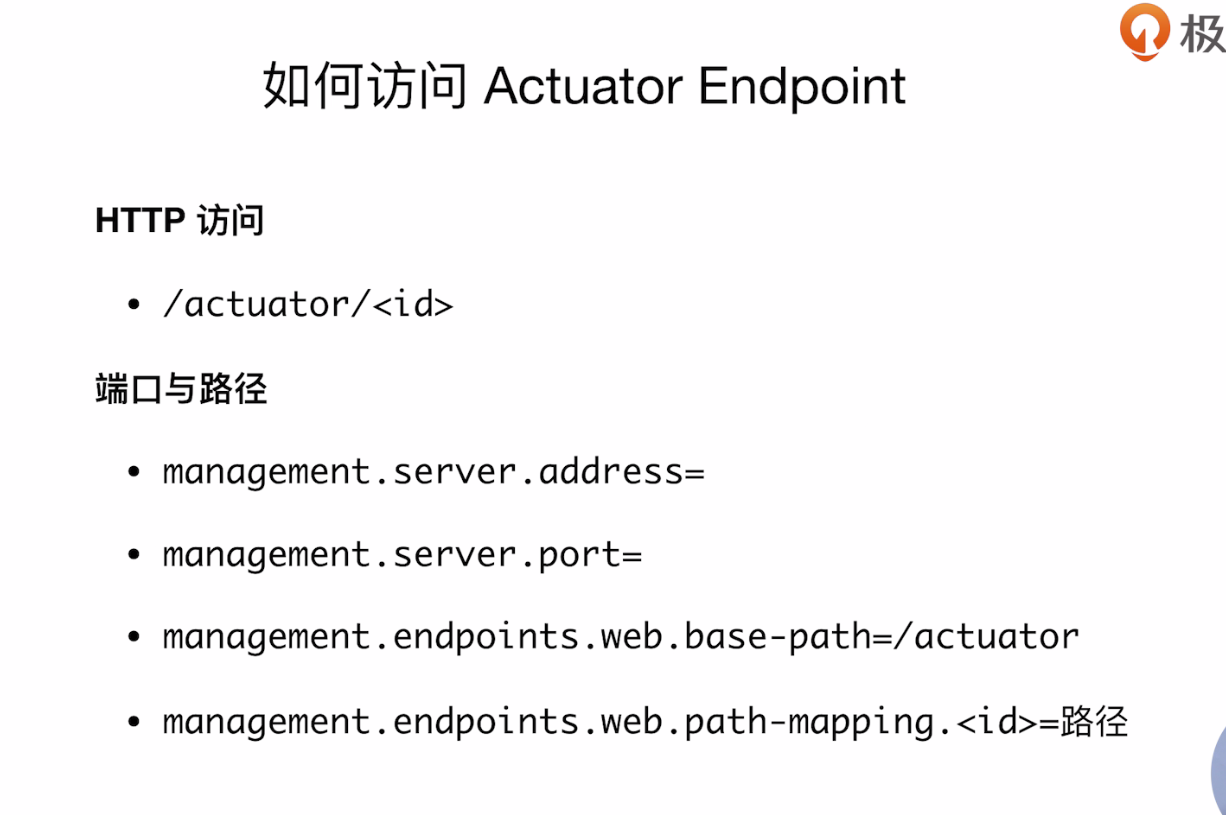 极
如何访问 Actuator Endpoint
HTTP 访问
• /actuator/<id>
端口与路径
• management.server.address=
• management.server.port=
• management.endpoints.web.base-path=/actuator
• management.endpoints.web.path-mapping.<id>=路径